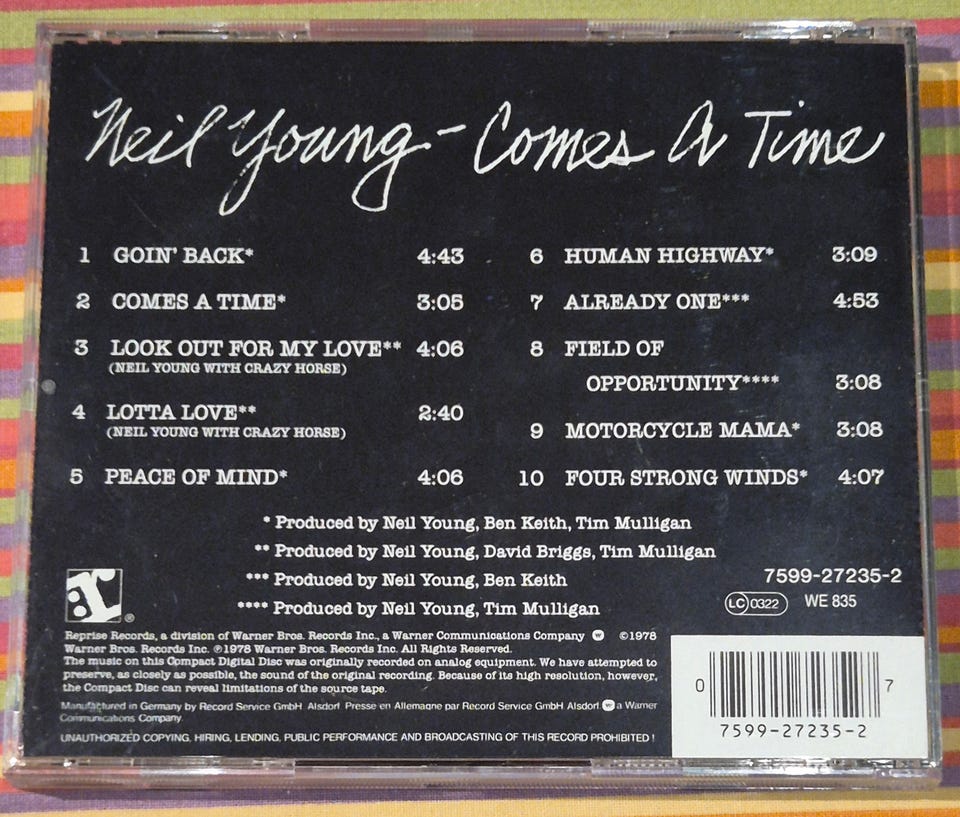 Neil Young - Comes A Time
1 GOIN' BACK* 4:43
2 COMES A TIME* 3:05
3 LOOK OUT FOR MY LOVE** 4:06
(NEIL YOUNG WITH CRAZY HORSE)
4 LOTTA LOVE** 2:40
(NEIL YOUNG WITH CRAZY HORSE)
5 PEACE OF MIND* 4:06
6 HUMAN HIGHWAY* 3:09
7 ALREADY ONE*** 4:53
8 FIELD OF
OPPORTUNITY**** 3:08
9 MOTORCYCLE MAMA* 3:08
10 FOUR STRONG WINDS* 4:07
* Produced by Neil Young, Ben Keith, Tim Mulligan
** Produced by Neil Young, David Briggs, Tim Mulligan
*** Produced by Neil Young, Ben Keith
**** Produced by Neil Young, Tim Mulligan
7599-27235-2
LC 0322 WE 835
r: ®
Reprise Records, a division of Warner Bros. Records Inc., a Warner Communications Company ©1978
Warner Bros. Records Inc. ℗1978 Warner Bros. Records Inc. All Rights Reserved.
The music on this Compact Digital Disc was originally recorded on analog equipment. We have attempted to
preserve, as closely as possible, the sound of the original recording. Because of its high resolution, however,
the Compact Disc can reveal limitations of the source tape.
Manufactured in Germany by Record Service GmbH. Alsdorf. Presse en Allemagne par Record Service GmbH Alsdorf. a Warner
Communications Company.
UNAUTHORIZED COPYING, HIRING, LENDING, PUBLIC PERFORMANCE AND BROADCASTING OF THIS RECORD PROHIBITED!
0 7
7599-27235-2